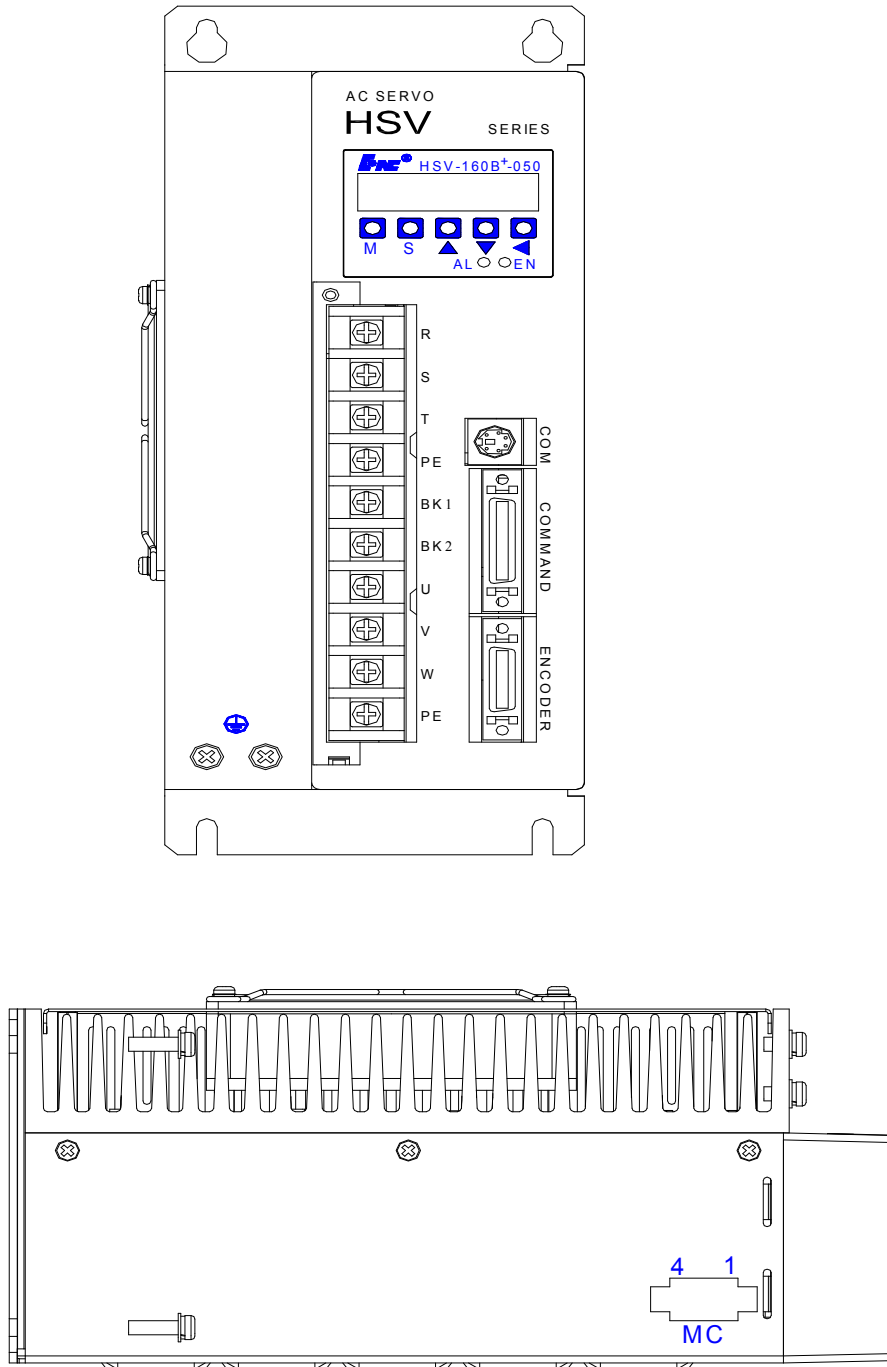 AC SERVO
HSV SERIES
HSV-160B+-050
M S
AL EN
R
S
T
PE
BK1
BK2
U
V
W
PE
COM
COMMAND
ENCODER
4 1
MC